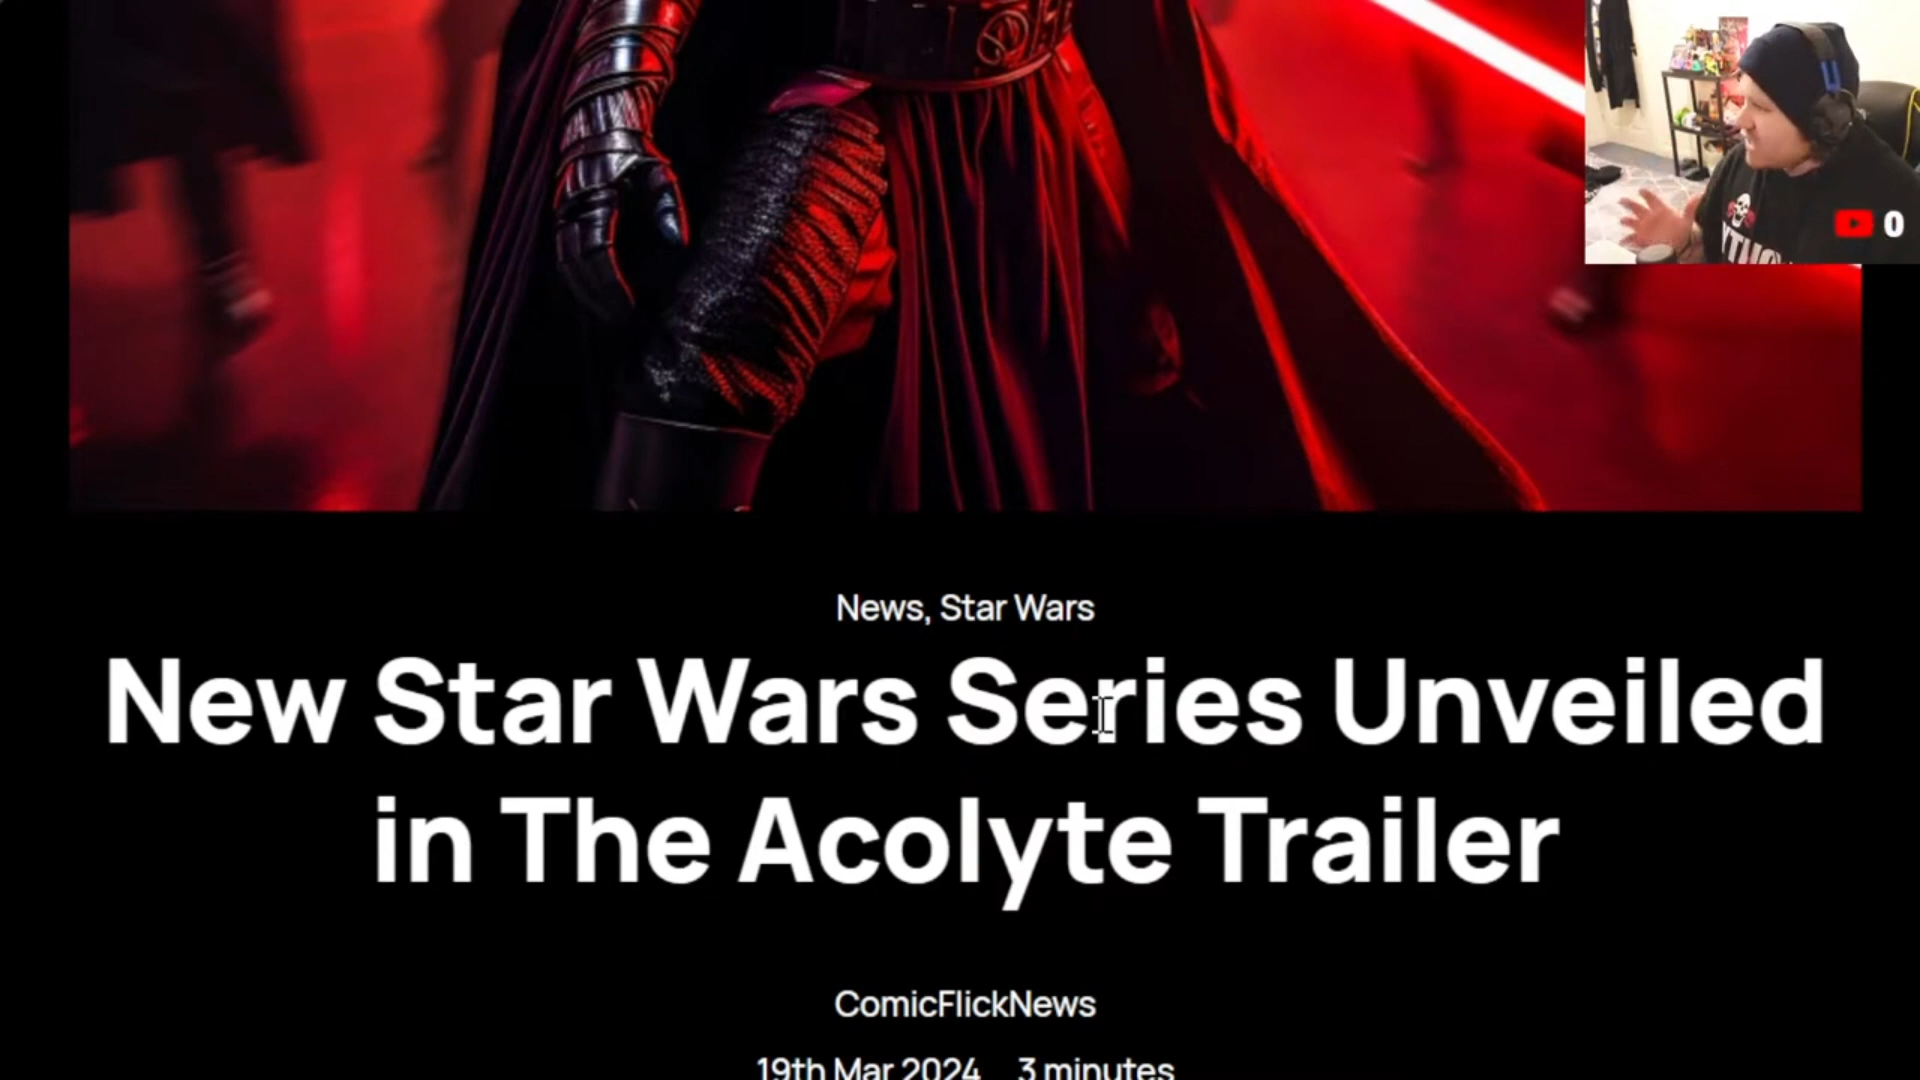 0
News, Star Wars
New Star Wars Series Unveiled
in The Acolyte Trailer
ComicFlickNews
19th Mar 2024 3 minutes